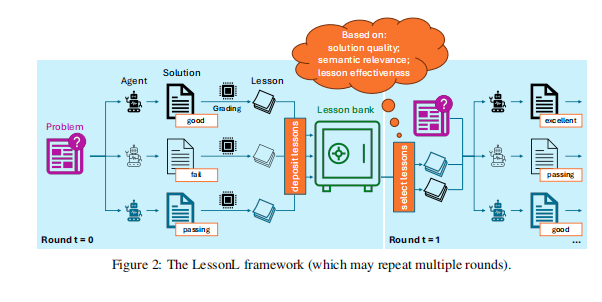 Based on:
solution quality;
semantic relevance;
lesson effectiveness
Agent
Solution
Lesson
Grading
Problem
?
good
fail
passing
deposit lessons
Lesson bank
select lessons
?
excellent
passing
good
Round t = 0
Round t = 1
...
Figure 2: The LessonL framework (which may repeat multiple rounds).